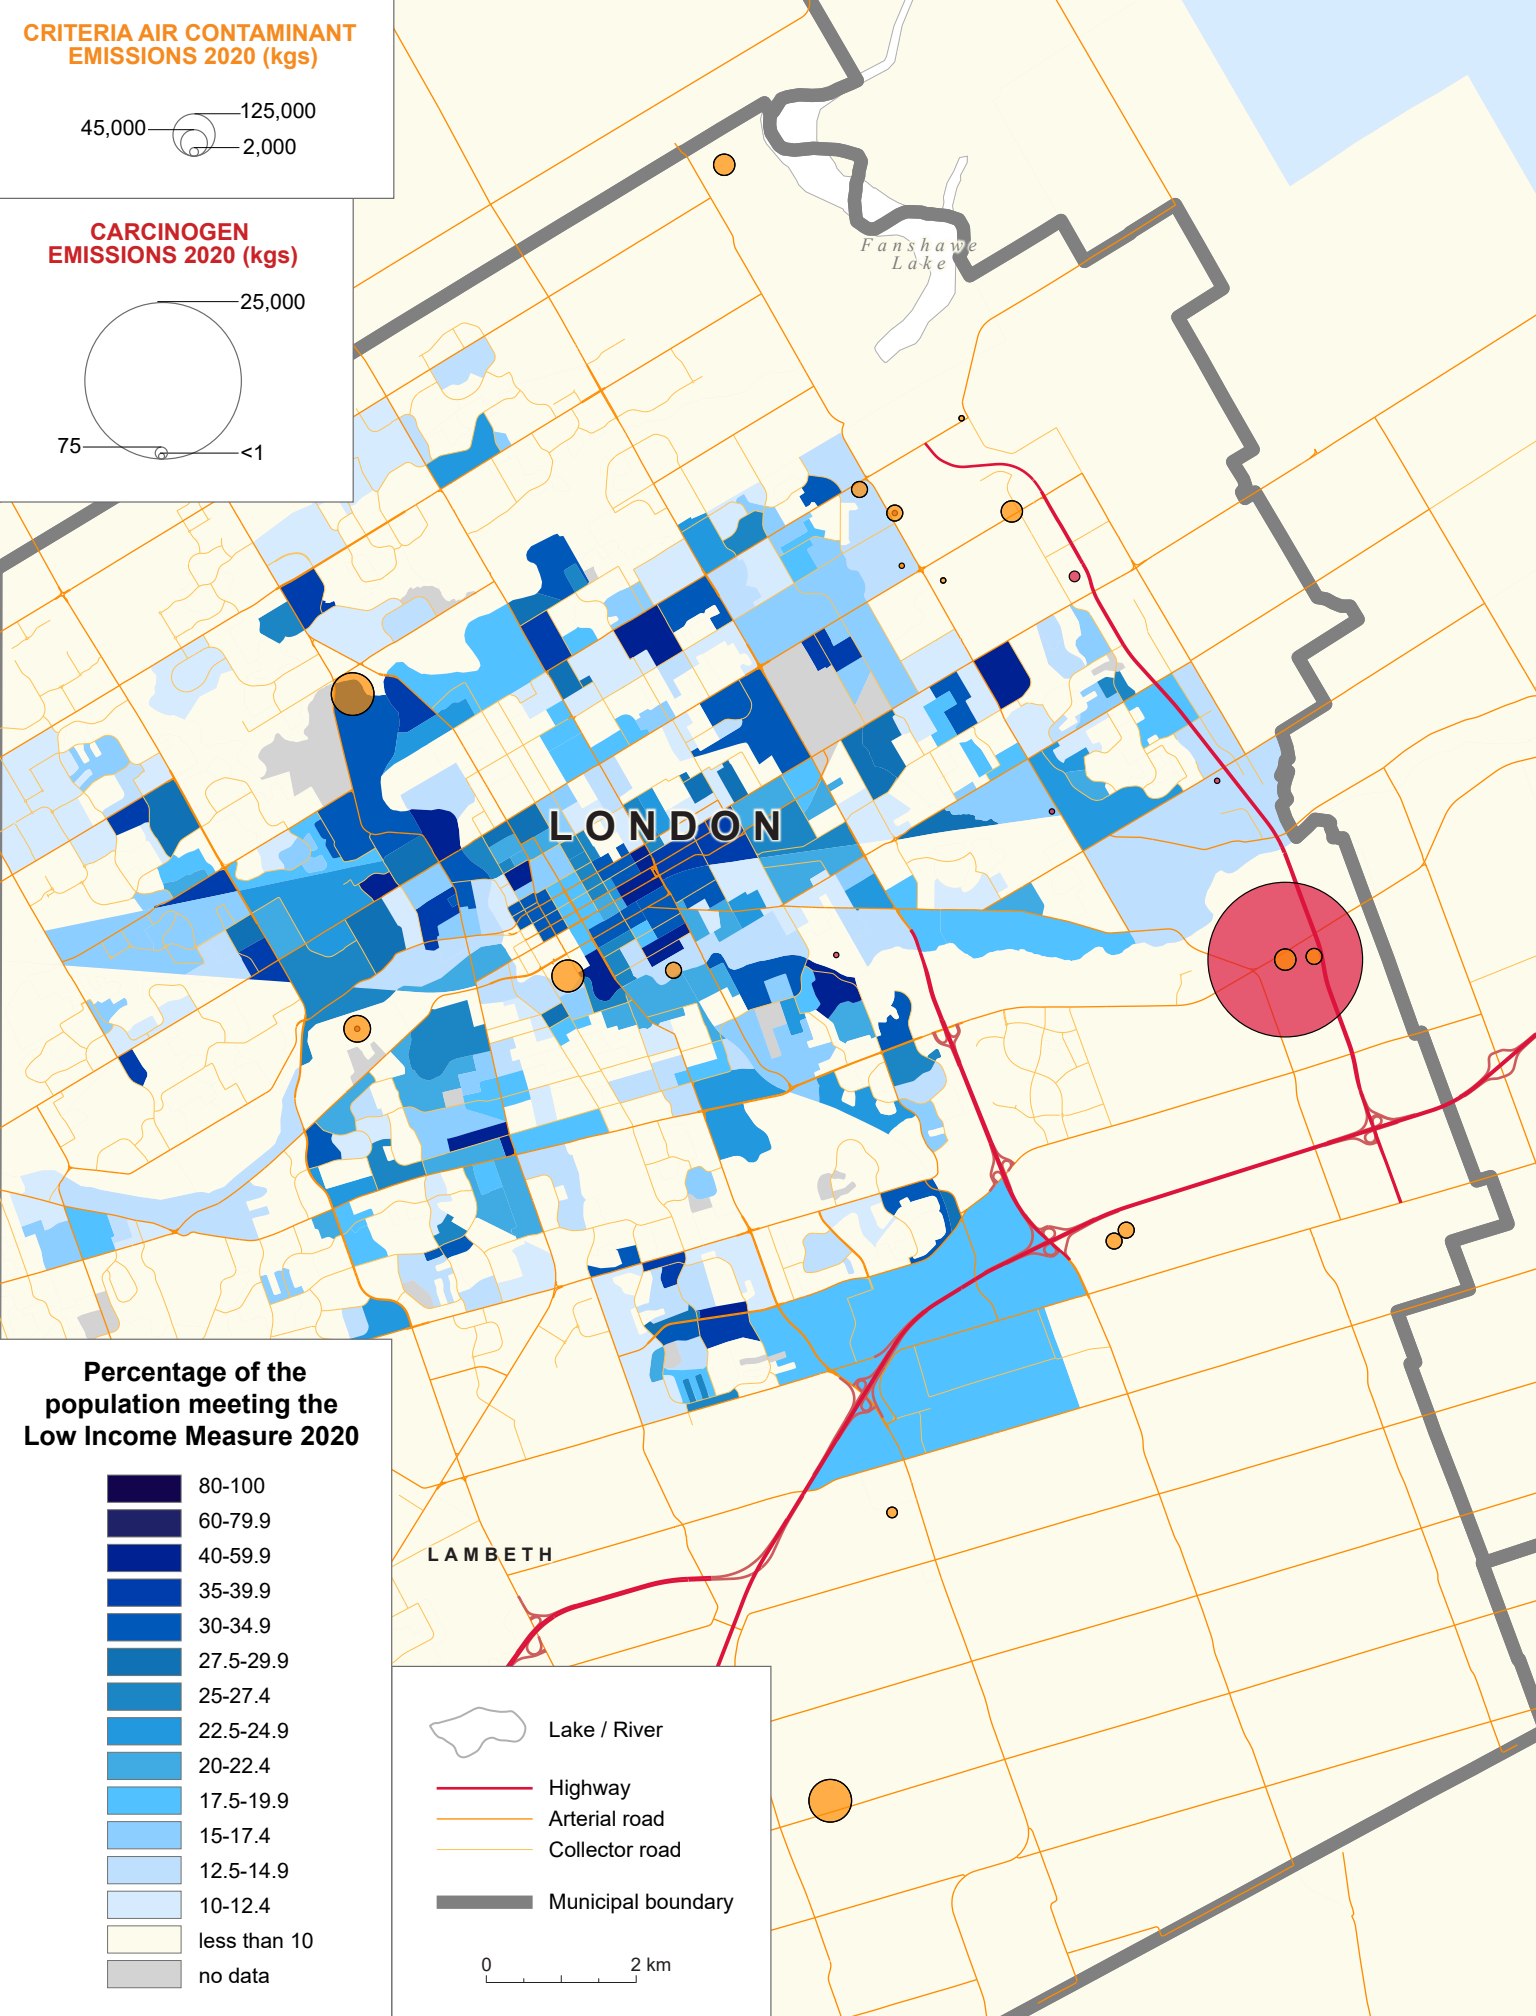 CRITERIA AIR CONTAMINANT
EMISSIONS 2020 (kgs)
125,000
45,000
2,000
CARCINOGEN
EMISSIONS 2020 (kgs)
25,000
75
<1
Fanshawe
Lake
LONDON
LAMBETH
Percentage of the
population meeting the
Low Income Measure 2020
80-100
60-79.9
40-59.9
35-39.9
30-34.9
27.5-29.9
25-27.4
22.5-24.9
20-22.4
17.5-19.9
15-17.4
12.5-14.9
10-12.4
less than 10
no data
Lake / River
Highway
Arterial road
Collector road
Municipal boundary
0 2 km